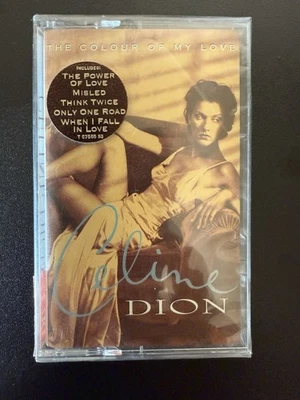 THE COLOUR OF MY LOVE
INCLUDES:
THE POWER
OF LOVE
MISLED
THINK TWICE
ONLY ONE ROAD
WHEN I FALL
IN LOVE
Celine
DION